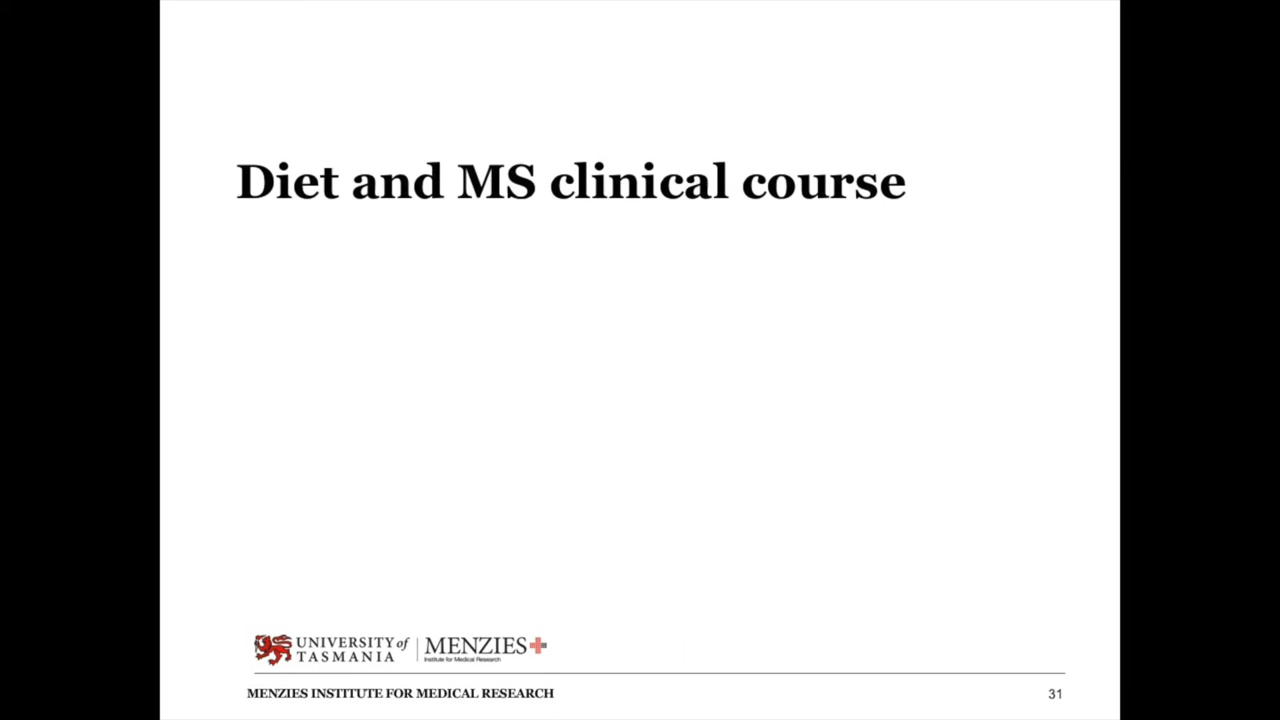 Diet and MS clinical course
UNIVERSITY of
TASMANIA
MENZIES
Institute for Medical Research
MENZIES INSTITUTE FOR MEDICAL RESEARCH
31